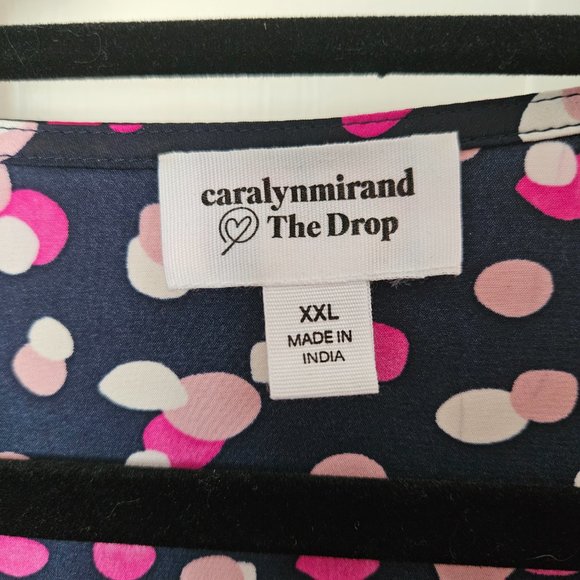 caralynmirand
The Drop
XXL
MADE IN
INDIA